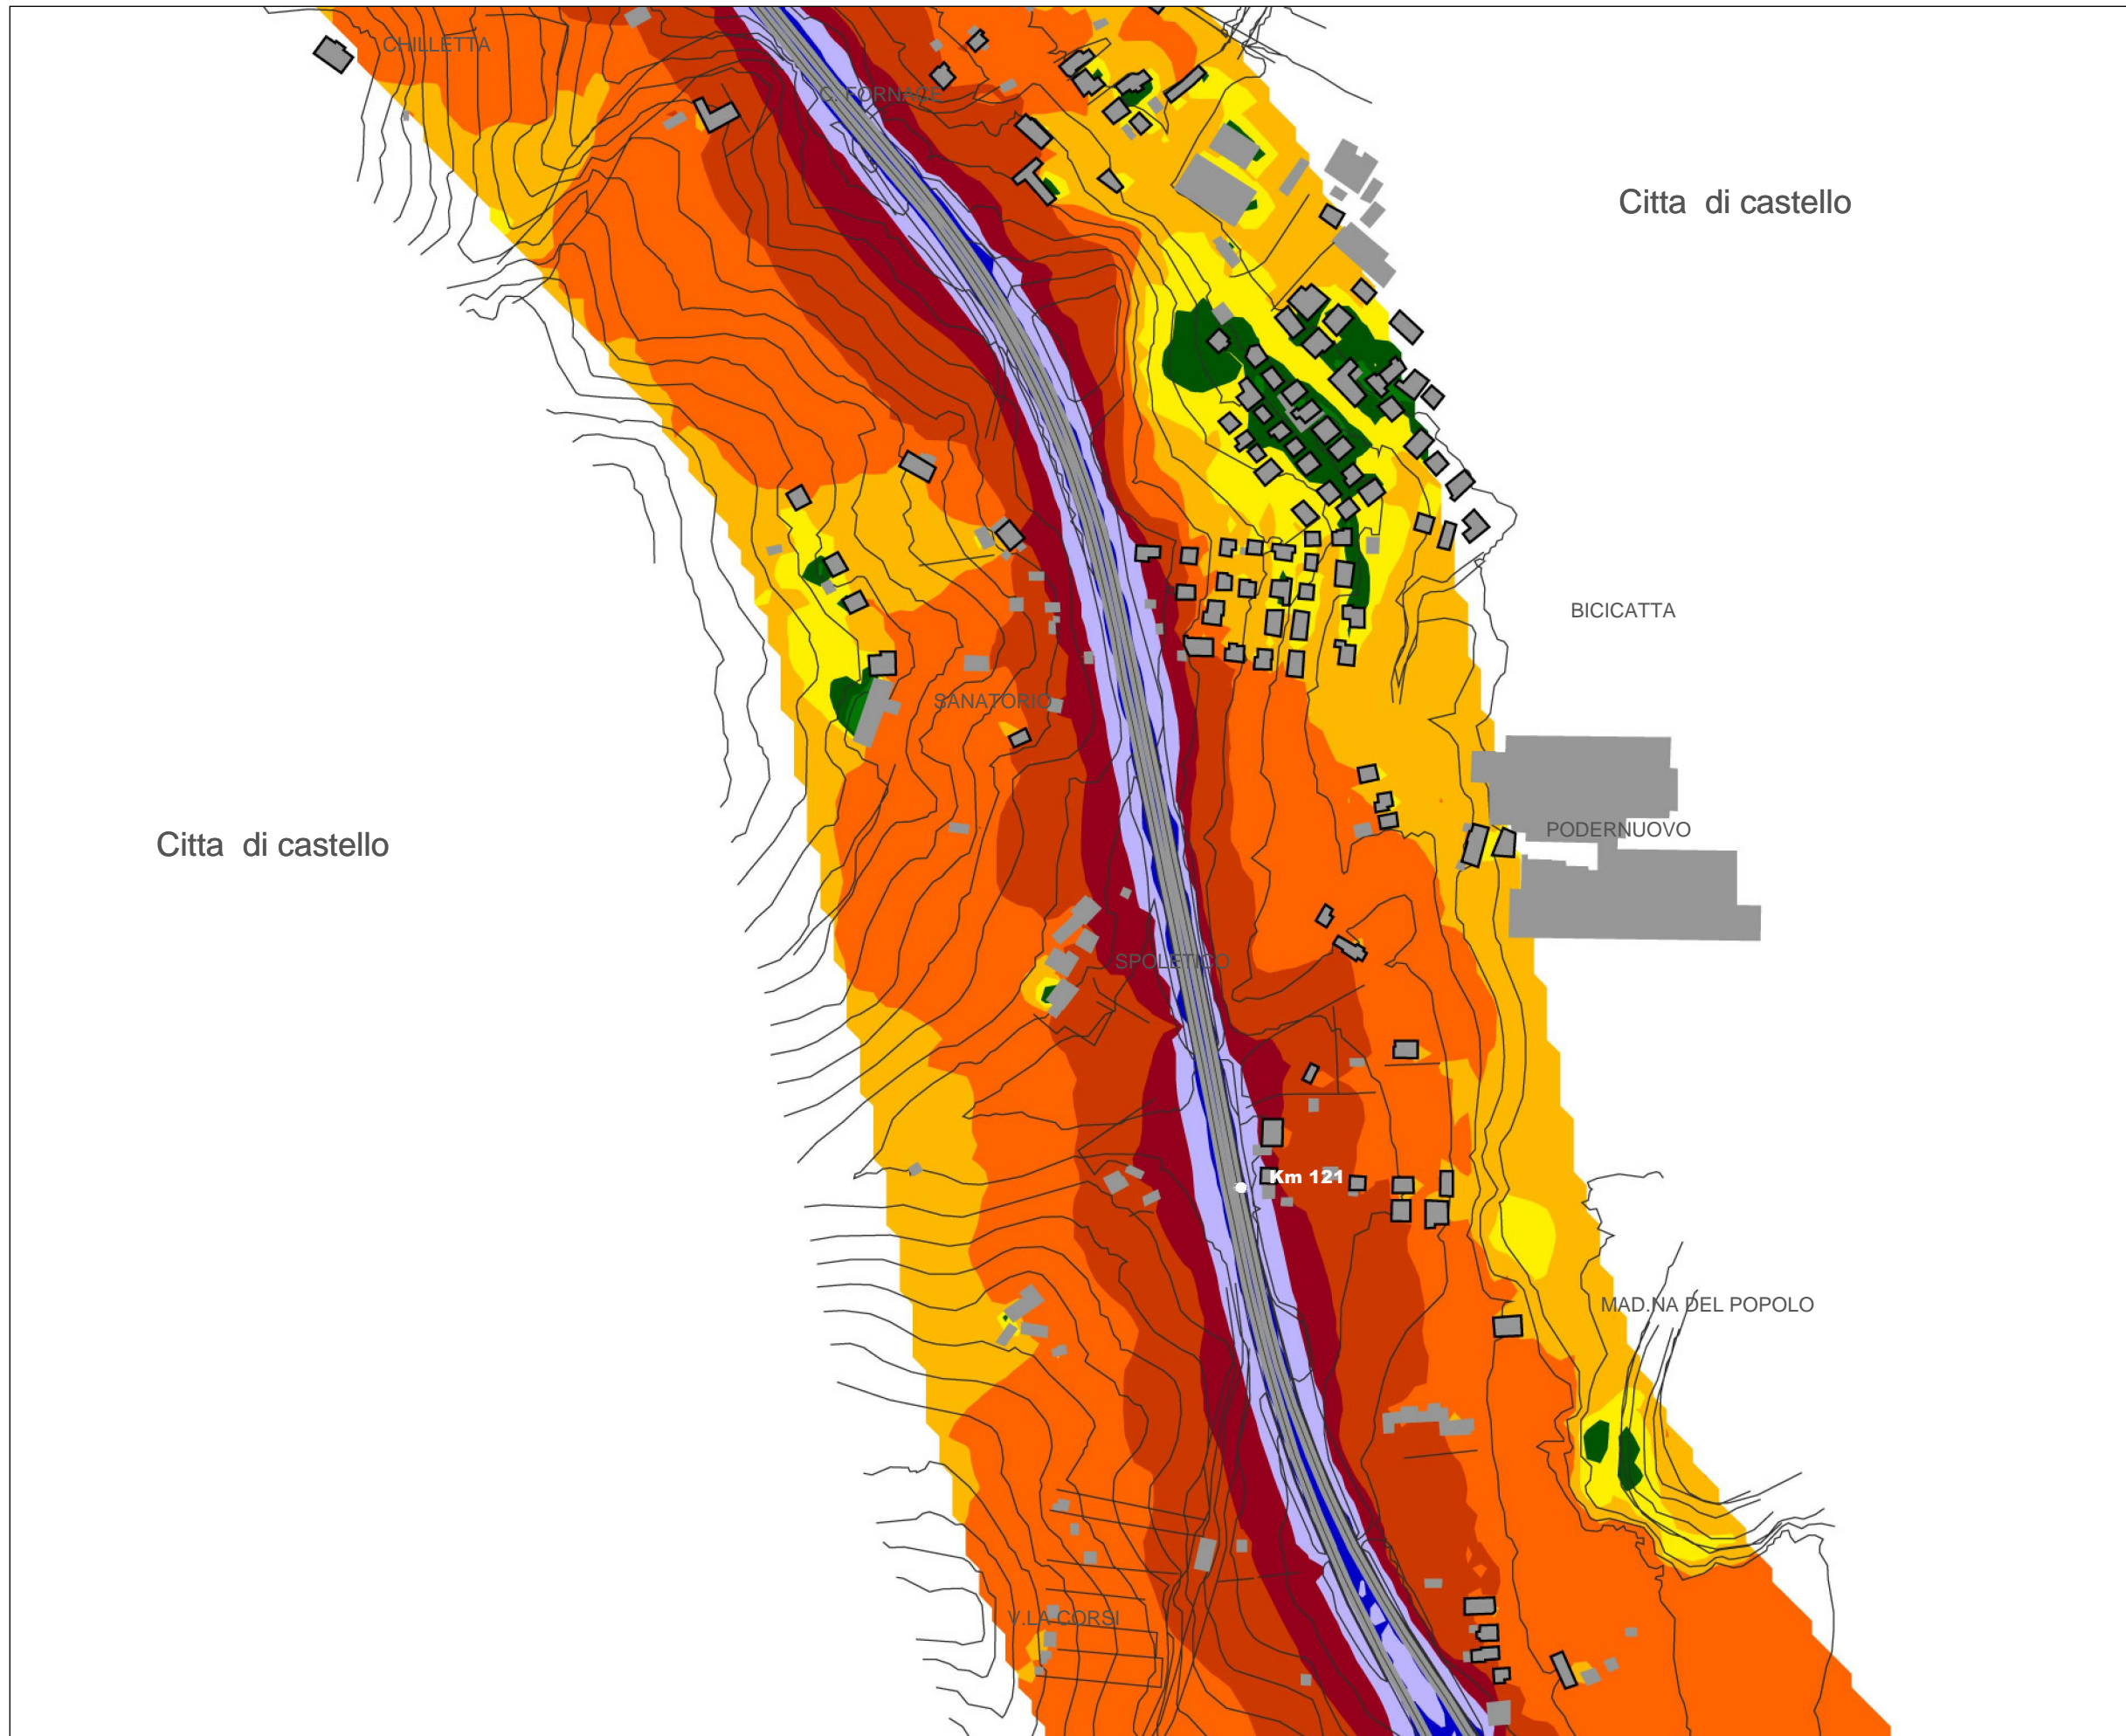 CHILLETTA
C. FORNACE
Citta di castello
BICICATTA
SANATORIO
PODERNUOVO
Citta di castello
SPOLETICO
Km 121
MAD.NA DEL POPOLO
V.LA CORSI